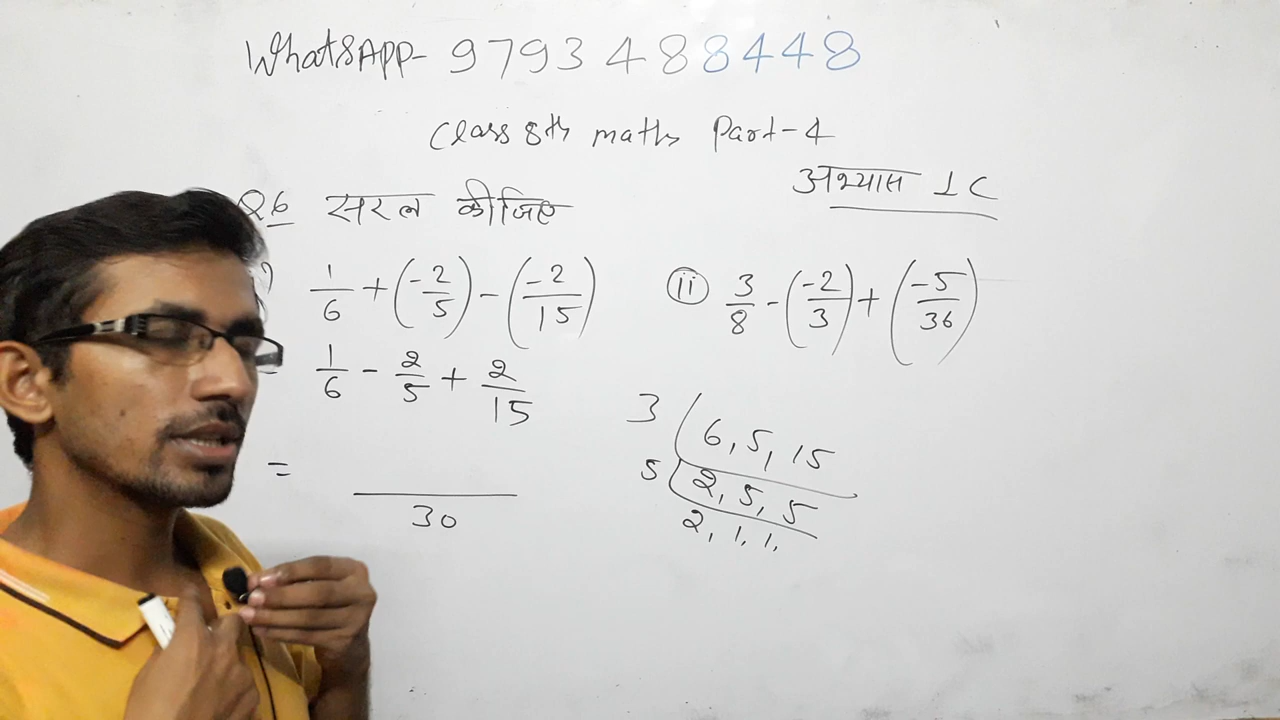 WhatsApp- 9793488448
Class 8th maths Part-4
अभ्यास 1C
Q6 सरल कीजिए
) 1/6 + (-2/5) - (-2/15)
(ii) 3/8 - (-2/3) + (-5/36)
= 1/6 - 2/5 + 2/15
= /30
3 ( 6, 5, 15
5 ( 2, 5, 5
2, 1, 1,